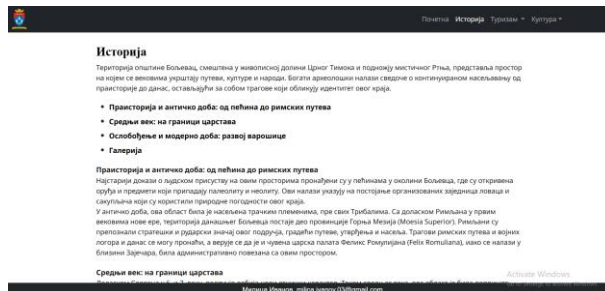 Почетна Историја Туризам Култура
Историја
Територија општине Бољевац, смештена у живописној долини Црног Тимока и подножју мистичног Ртња, представља простор
на којем се вековима укрштају путеви, културе и народи. Богати археолошки налази сведоче о континуираном насељавању од
праисторије до данас, остављајући за собом трагове који обликују идентитет овог краја.
Праисторија и античко доба: од пећина до римских путева
Средњи век: на граници царстава
Ослобођење и модерно доба: развој варошице
Галерија
Праисторија и античко доба: од пећина до римских путева
Најстарији докази о људском присуству на овим просторима пронађени су у пећинама у околини Бољевца, где су откривена
оруђа и предмети који припадају палеолиту и неолиту. Ови налази указују на постојање организованих заједница ловаца и
сакупљача који су користили природне погодности овог краја.
У античко доба, ова област била је насељена трачким племенима, пре свих Трибалима. Са доласком Римљана у првим
вековима нове ере, територија данашњег Бољевца постаје део провинције Горња Мезија (Moesia Superior). Римљани су
препознали стратешки и рударски значај овог подручја, градећи путеве, утврђења и насеља. Трагови римских путева и војних
логора и данас се могу пронаћи, а верује се да је и чувена царска палата Феликс Ромулијана (Felix Romuliana), иако се налази у
близини Зајечара, била административно повезана са овим простором.
Средњи век: на граници царстава
Activate Windows
Милица Иванов, milica.ivanov.03@gmail.com